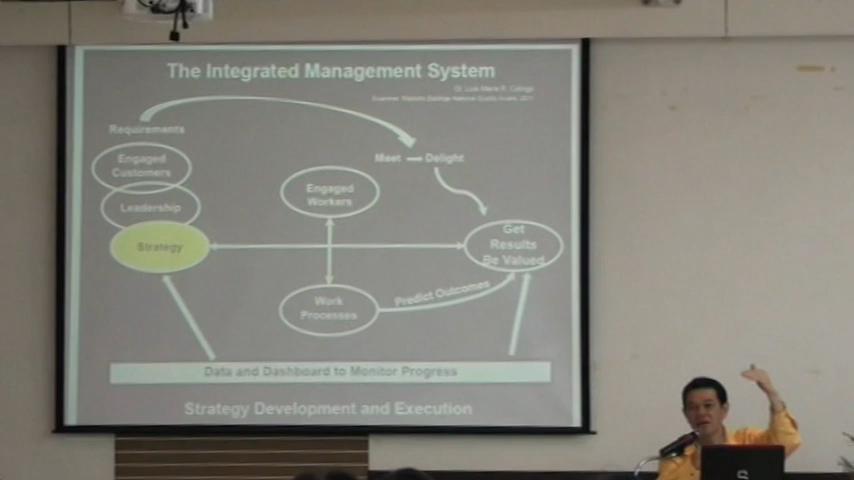 The Integrated Management System
Requirements
Engaged
Customers
Meet
Delight
Leadership
Engaged
Workers
Strategy
Get
Results
Be Valued
Work
Processes
Predict Outcomes
Data and Dashboard to Monitor Progress
Strategy Development and Execution